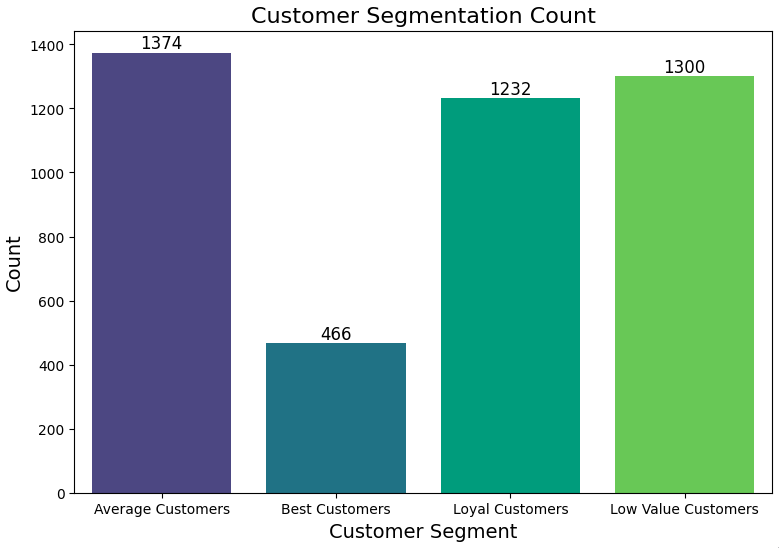 Customer Segmentation Count
1374
466
1232
1300
1400
1200
1000
800
600
400
200
0
Count
Average Customers
Best Customers
Loyal Customers
Low Value Customers
Customer Segment